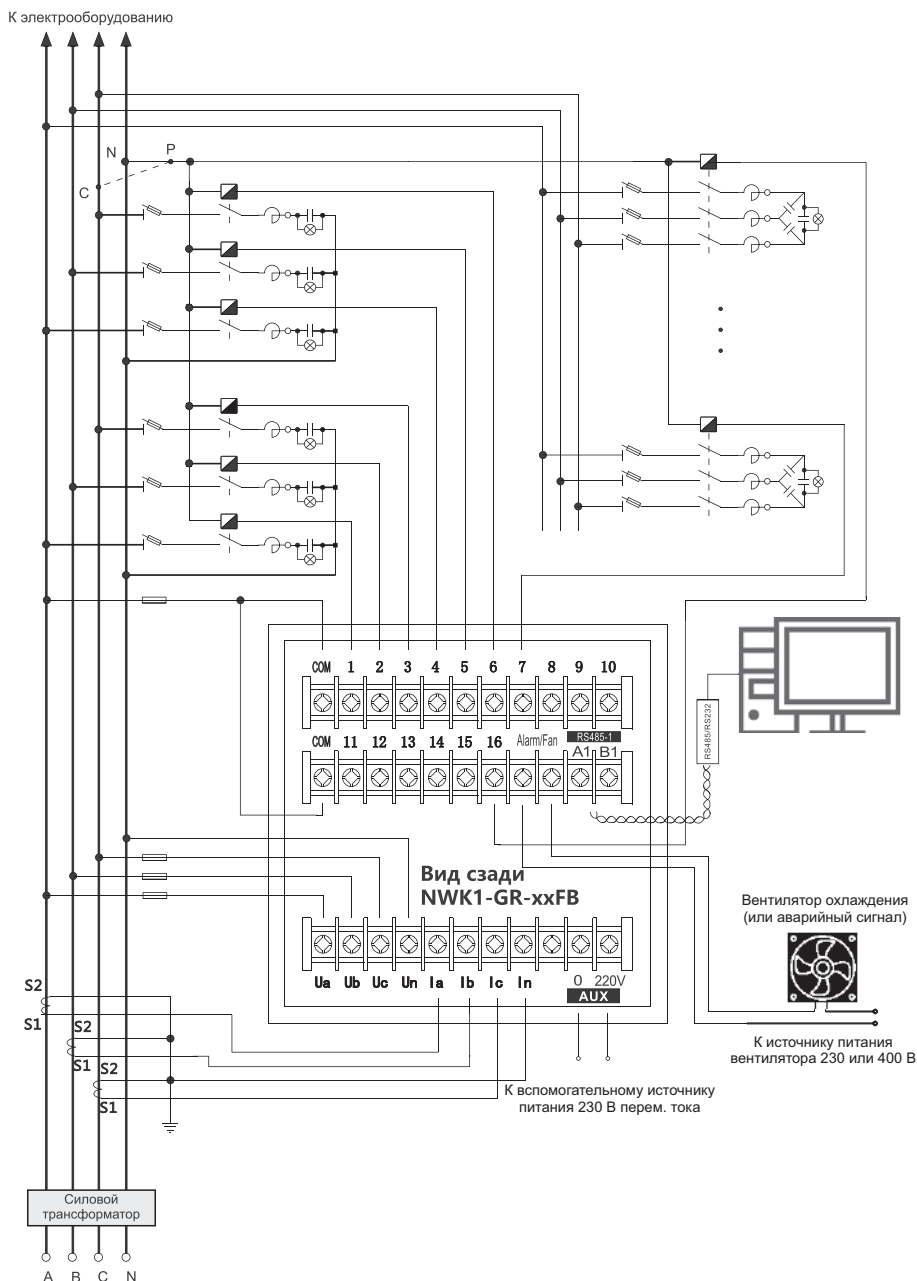 К электрооборудованию
N P
C
COM 1 2 3 4 5 6 7 8 9 10
COM 11 12 13 14 15 16 Alarm/Fan RS485-1
A1 B1
RS485/RS232
Вид сзади
NWK1-GR-xxFB
Вентилятор охлаждения
(или аварийный сигнал)
Ua Ub Uc Un Ia Ib Ic In 0 220V
AUX
S2
S1
S2
S1
S2
S1
К источнику питания
вентилятора 230 или 400 В
К вспомогательному источнику
питания 230 В перем. тока
Силовой
трансформатор
A B C N